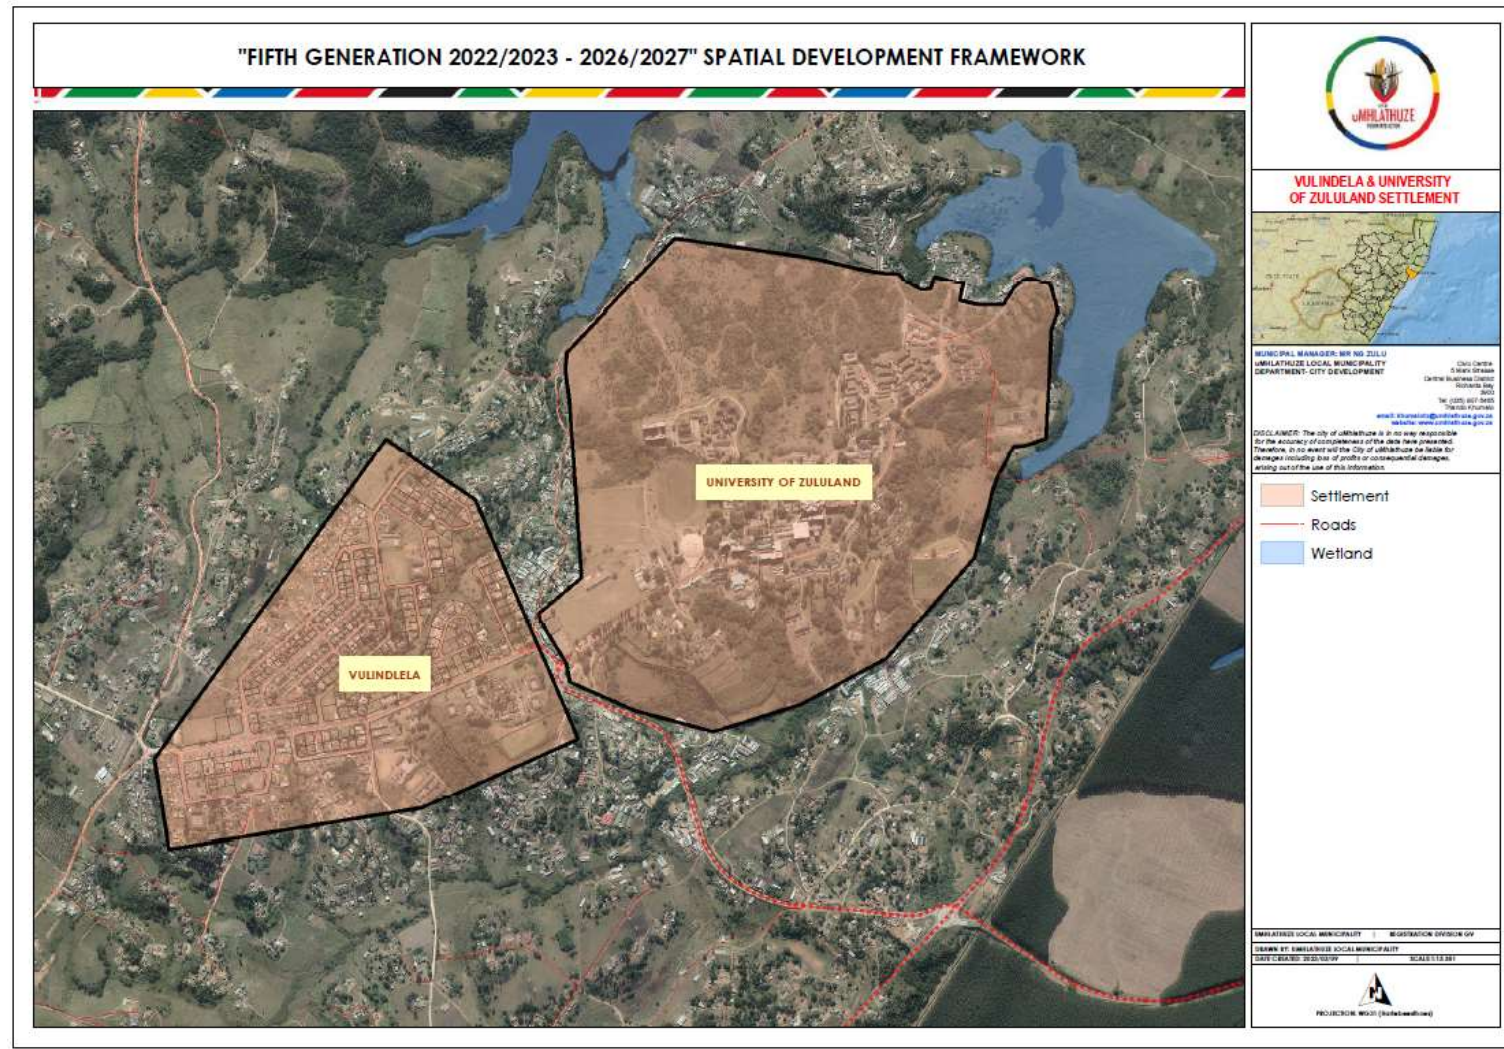 "FIFTH GENERATION 2022/2023 - 2026/2027" SPATIAL DEVELOPMENT FRAMEWORK
uMHLATHUZE
VULINDELA & UNIVERSITY
OF ZULULAND SETTLEMENT
MUNICIPAL MANAGER: MR NG ZULU
uMHLATHUZE LOCAL MUNICIPALITY
DEPARTMENT- CITY DEVELOPMENT
Civic Centre
Central Business District
Richards Bay
3900
DISCLAIMER: The city of uMhlathuze is in no way responsible
for the accuracy of completeness of the data here presented.
Therefore, in no event will the City of uMhlathuze be liable for
damages including loss of profits or consequential damages,
arising out of the use of this information
UNIVERSITY OF ZULULAND
VULINDLELA
Settlement
Roads
Wetland
UMHLATHUZE LOCAL MUNICIPALITY | REGISTRATION DIVISION GV
DRAWN BY: UMHLATHUZE LOCAL MUNICIPALITY
DATE CREATED:
N